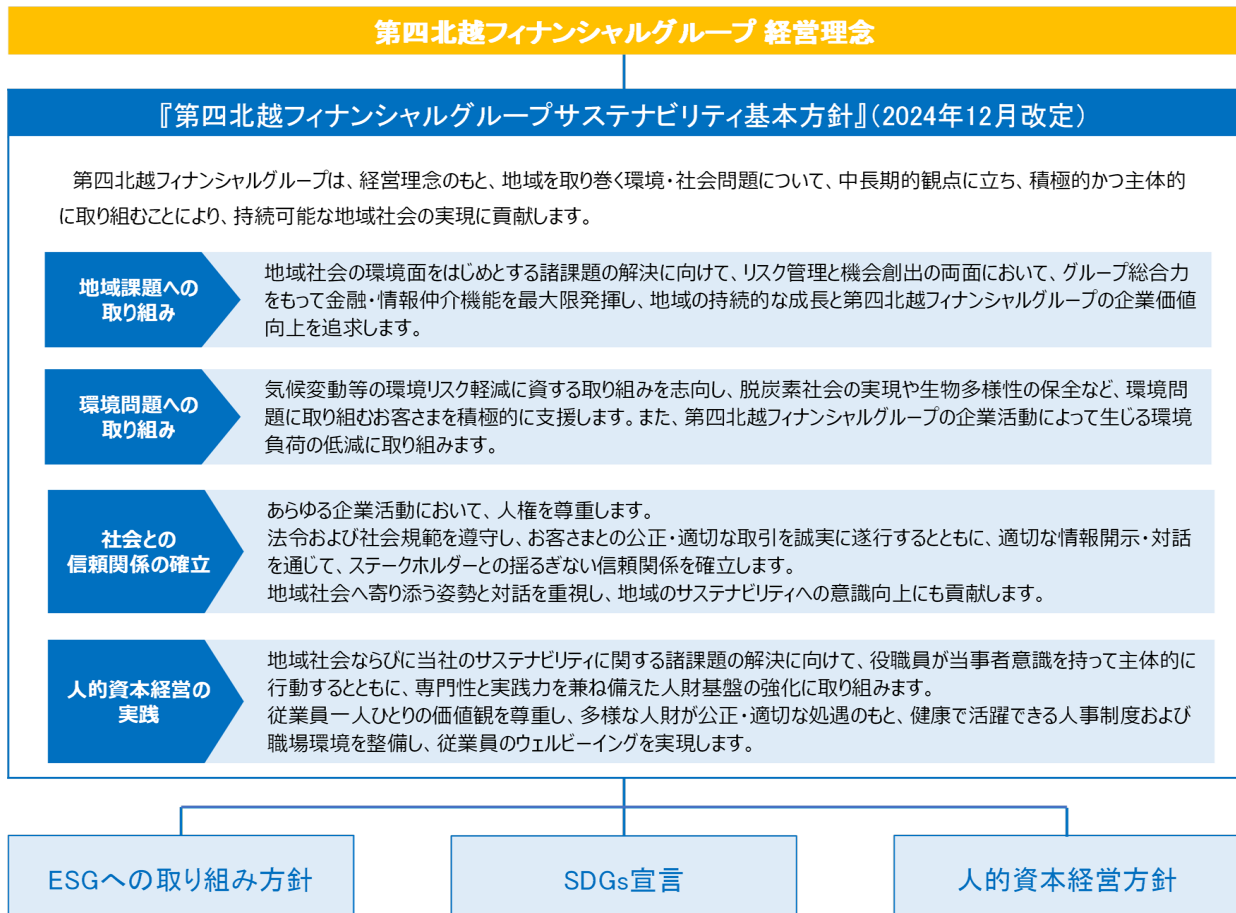 第四北越フィナンシャルグループ 経営理念
『第四北越フィナンシャルグループサステナビリティ基本方針』(2024年12月改定)
第四北越フィナンシャルグループは、経営理念のもと、地域を取り巻く環境・社会問題について、中長期的観点に立ち、積極的かつ主体的
に取り組むことにより、持続可能な地域社会の実現に貢献します。
地域課題への
取り組み
地域社会の環境面をはじめとする諸課題の解決に向けて、リスク管理と機会創出の両面において、グループ総合力
をもって金融・情報仲介機能を最大限発揮し、地域の持続的な成長と第四北越フィナンシャルグループの企業価値
向上を追求します。
環境問題への
取り組み
気候変動等の環境リスク軽減に資する取り組みを志向し、脱炭素社会の実現や生物多様性の保全など、環境問
題に取り組むお客さまを積極的に支援します。また、第四北越フィナンシャルグループの企業活動によって生じる環境
負荷の低減に取り組みます。
社会との
信頼関係の確立
あらゆる企業活動において、人権を尊重します。
法令および社会規範を遵守し、お客さまとの公正・適切な取引を誠実に遂行するとともに、適切な情報開示・対話
を通じて、ステークホルダーとの揺るぎない信頼関係を確立します。
地域社会へ寄り添う姿勢と対話を重視し、地域のサステナビリティへの意識向上にも貢献します。
人的資本経営の
実践
地域社会ならびに当社のサステナビリティに関する諸課題の解決に向けて、役職員が当事者意識を持って主体的に
行動するとともに、専門性と実践力を兼ね備えた人財基盤の強化に取り組みます。
従業員一人ひとりの価値観を尊重し、多様な人財が公正・適切な処遇のもと、健康で活躍できる人事制度および
職場環境を整備し、従業員のウェルビーイングを実現します。
ESGへの取り組み方針
SDGs宣言
人的資本経営方針